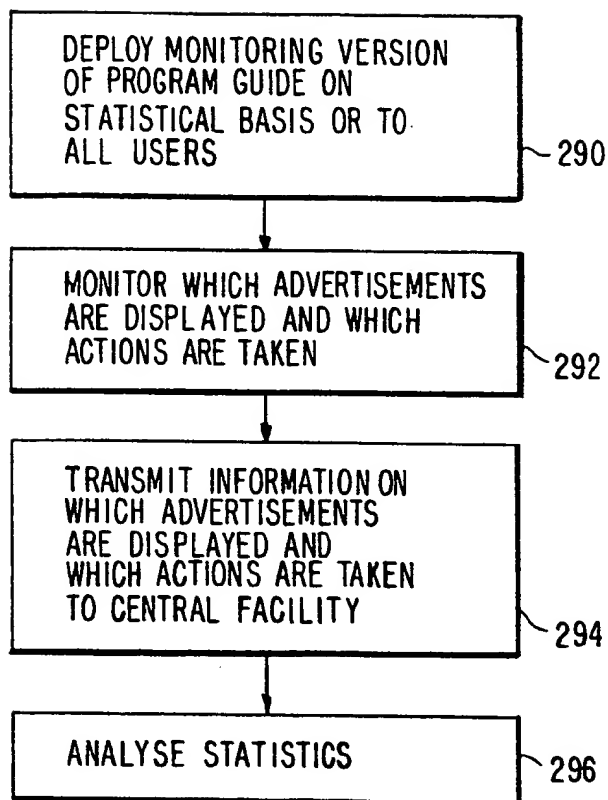 DEPLOY MONITORING VERSION
OF PROGRAM GUIDE ON
STATISTICAL BASIS OR TO
ALL USERS
290
MONITOR WHICH ADVERTISEMENTS
ARE DISPLAYED AND WHICH
ACTIONS ARE TAKEN
292
TRANSMIT INFORMATION ON
WHICH ADVERTISEMENTS
ARE DISPLAYED AND
WHICH ACTIONS ARE TAKEN
TO CENTRAL FACILITY
294
ANALYSE STATISTICS
296